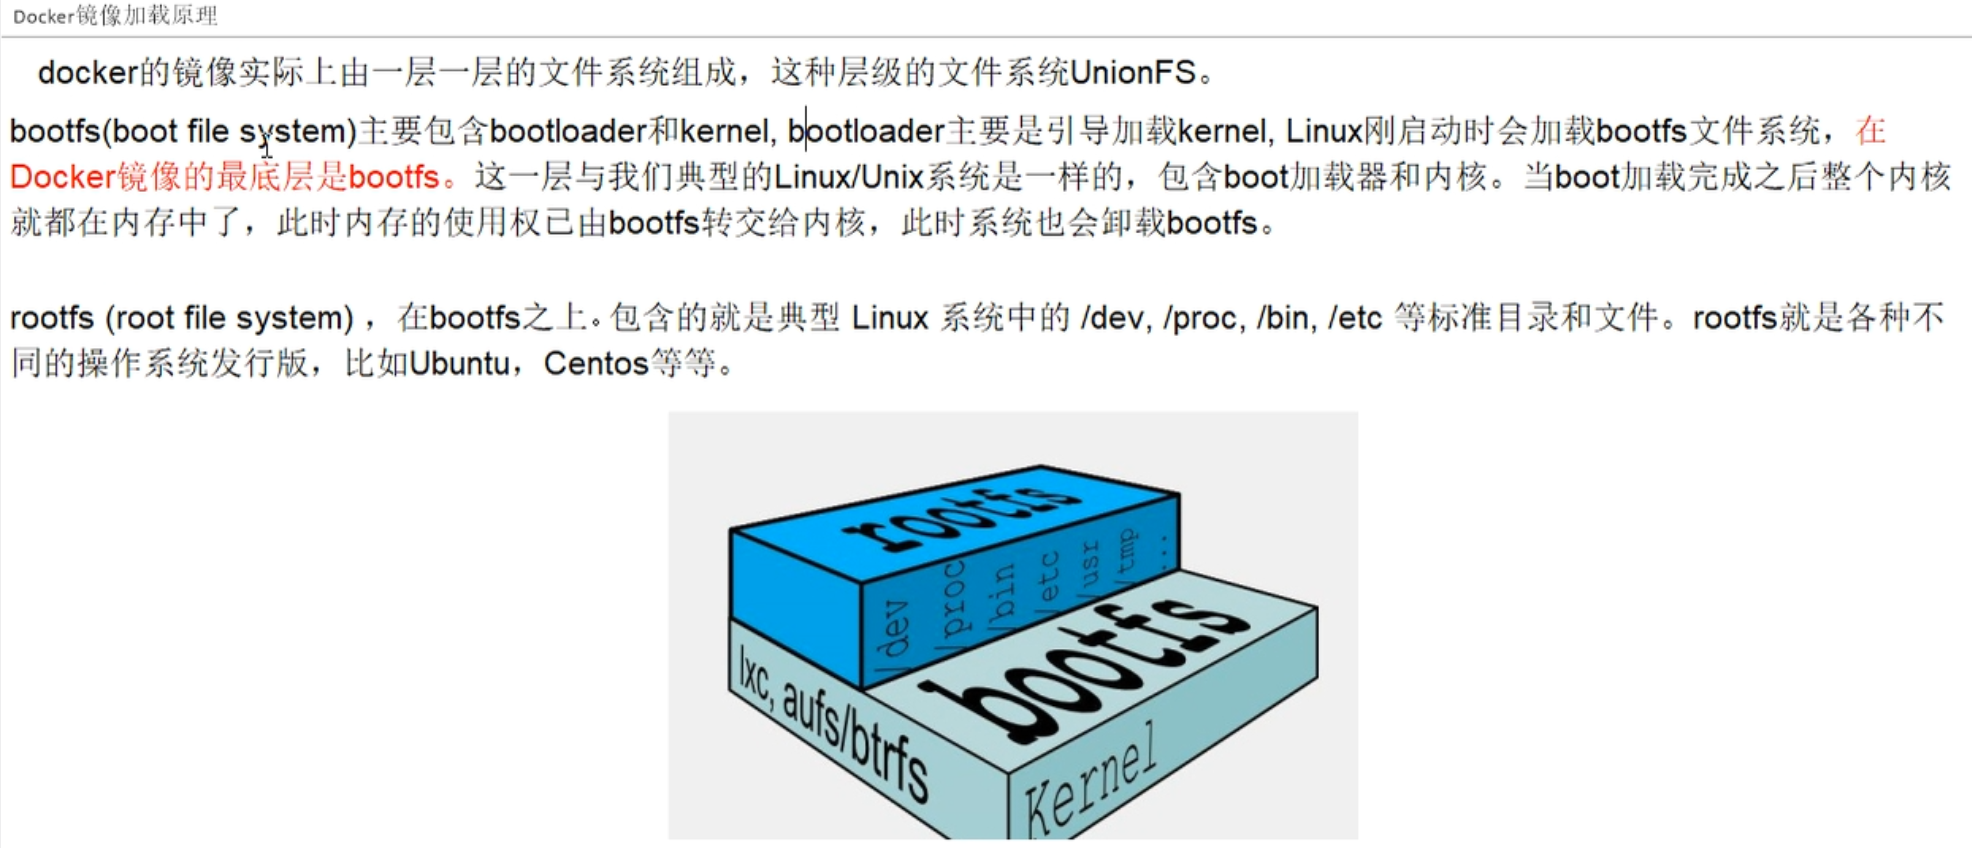 Docker镜像加载原理
docker的镜像实际上由一层一层的文件系统组成，这种层级的文件系统UnionFS。
bootfs(boot file system)主要包含bootloader和kernel, bootloader主要是引导加载kernel, Linux刚启动时会加载bootfs文件系统，在
Docker镜像的最底层是bootfs。这一层与我们典型的Linux/Unix系统是一样的，包含boot加载器和内核。当boot加载完成之后整个内核
就都在内存中了，此时内存的使用权已由bootfs转交给内核，此时系统也会卸载bootfs。
rootfs (root file system) ，在bootfs之上。包含的就是典型 Linux 系统中的 /dev, /proc, /bin, /etc 等标准目录和文件。rootfs就是各种不
同的操作系统发行版，比如Ubuntu，Centos等等。
rootfs
/dev
/proc
/bin
/etc
/usr
/tmp
...
bootfs
lxc, aufs/btrfs
Kernel